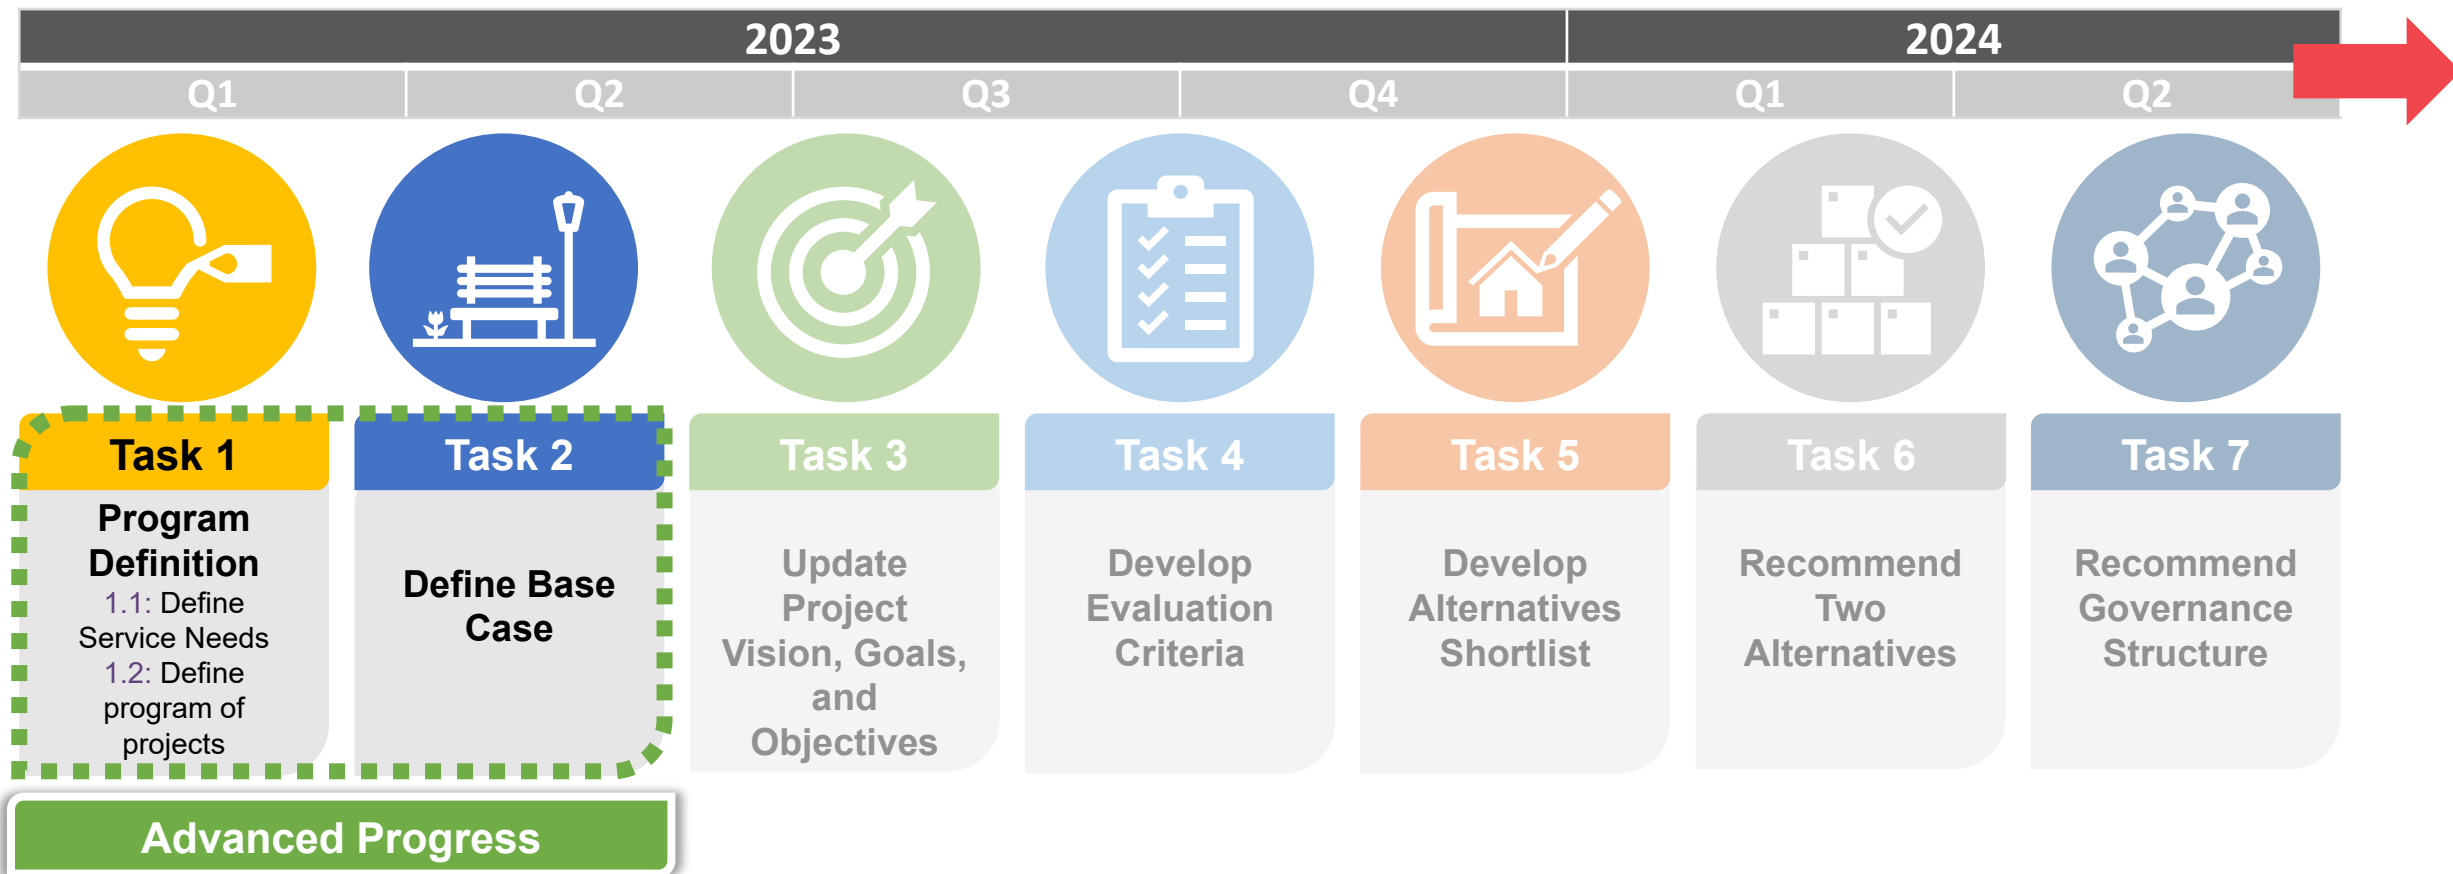 2023
2024
Q1
Q2
Q3
Q4
Q1
Q2
Task 1
Program
Definition
1.1: Define
Service Needs
1.2: Define
program of
projects
Task 2
Define Base
Case
Task 3
Update
Project
Vision, Goals,
and
Objectives
Task 4
Develop
Evaluation
Criteria
Task 5
Develop
Alternatives
Shortlist
Task 6
Recommend
Two
Alternatives
Task 7
Recommend
Governance
Structure
Advanced Progress